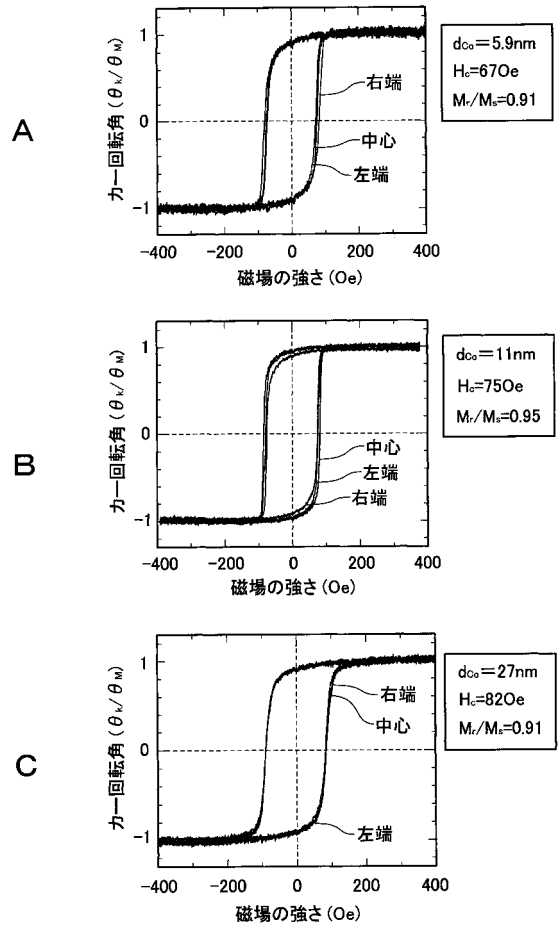 A
カー回転角(θk/θM)
1
0
-1
-400
-200
0
200
400
磁場の強さ(Oe)
右端
中心
左端
dCo=5.9nm
Hc=67Oe
Mr/Ms=0.91
B
カー回転角(θk/θM)
1
0
-1
-400
-200
0
200
400
磁場の強さ(Oe)
中心
左端
右端
dCo=11nm
Hc=75Oe
Mr/Ms=0.95
C
カー回転角(θk/θM)
1
0
-1
-400
-200
0
200
400
磁場の強さ(Oe)
右端
中心
左端
dCo=27nm
Hc=82Oe
Mr/Ms=0.91